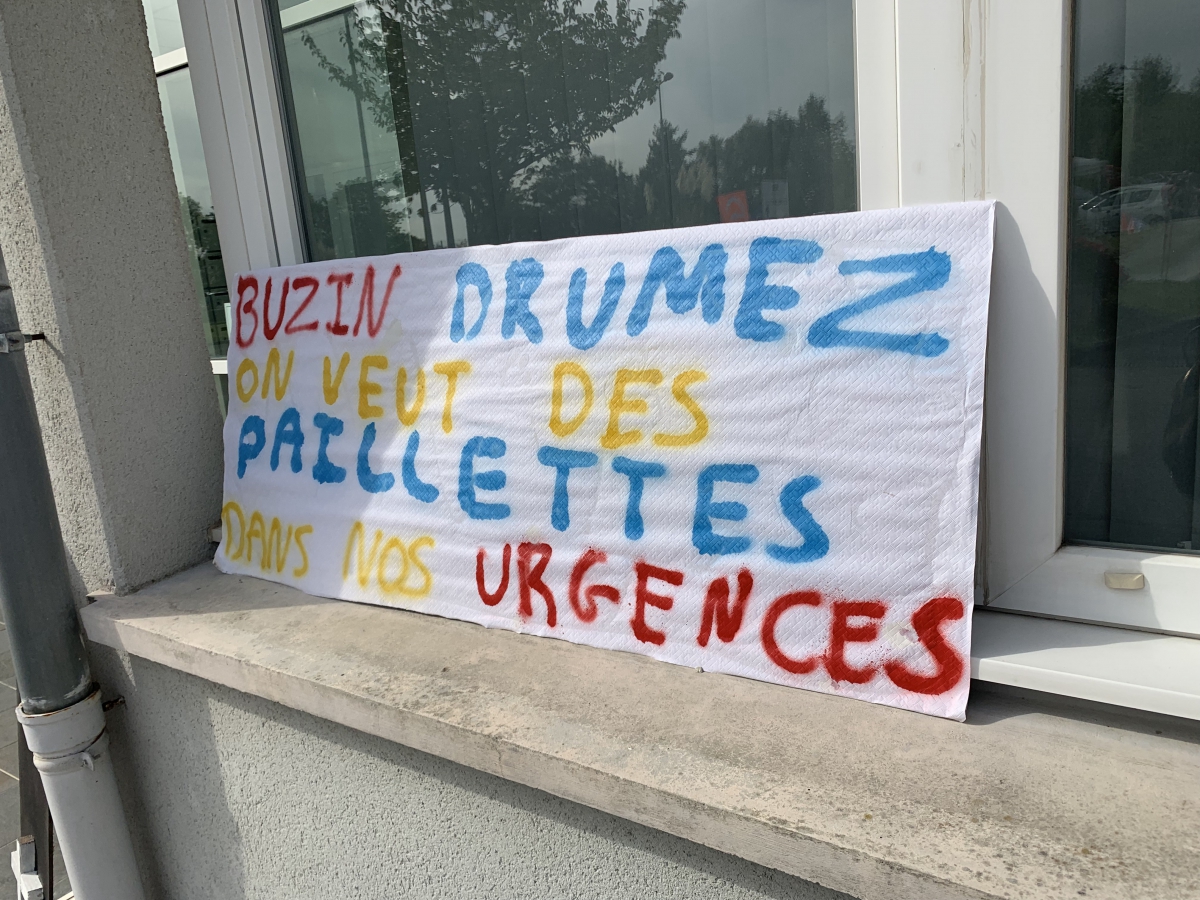 BUZIN DRUMEZ
ON VEUT DES
PAILLETTES
DANS NOS URGENCES